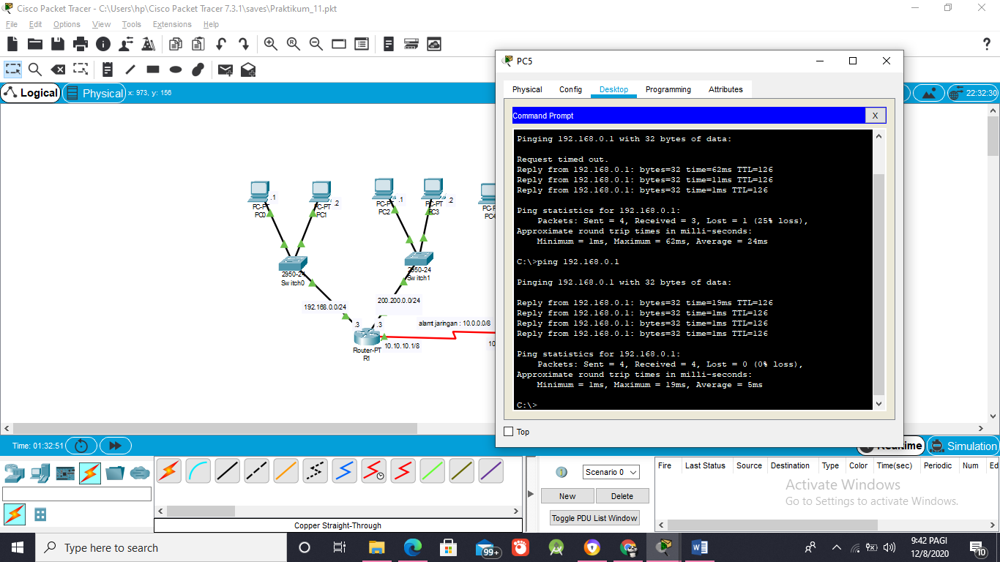 Cisco Packet Tracer - C:\Users\hp\Cisco Packet Tracer 7.3.1\saves\Praktikum_11.pkt
File Edit Options View Tools Extensions Help
?
Logical
Physical
x: 973, y: 156
22:32:30
PC-PT
PC0
.1
PC-PT
PC1
.2
PC-PT
PC2
.1
PC-PT
PC3
.2
2950-24
Switch0
2950-24
Switch1
192.168.0.0/24
200.200.0.0/24
.3
.3
alamt jaringan : 10.0.0.0/8
10.10.10.1/8
10
Router-PT
R1
PC5
Physical Config Desktop Programming Attributes
Command Prompt
X
Pinging 192.168.0.1 with 32 bytes of data:
Request timed out.
Reply from 192.168.0.1: bytes=32 time=62ms TTL=126
Reply from 192.168.0.1: bytes=32 time=11ms TTL=126
Reply from 192.168.0.1: bytes=32 time=1ms TTL=126
Ping statistics for 192.168.0.1:
Packets: Sent = 4, Received = 3, Lost = 1 (25% loss),
Approximate round trip times in milli-seconds:
Minimum = 1ms, Maximum = 62ms, Average = 24ms
C:\>ping 192.168.0.1
Pinging 192.168.0.1 with 32 bytes of data:
Reply from 192.168.0.1: bytes=32 time=19ms TTL=126
Reply from 192.168.0.1: bytes=32 time=1ms TTL=126
Reply from 192.168.0.1: bytes=32 time=1ms TTL=126
Reply from 192.168.0.1: bytes=32 time=1ms TTL=126
Ping statistics for 192.168.0.1:
Packets: Sent = 4, Received = 4, Lost = 0 (0% loss),
Approximate round trip times in milli-seconds:
Minimum = 1ms, Maximum = 19ms, Average = 5ms
C:\>
Top
Time: 01:32:51
Realtime
Simulation
Scenario 0
New
Delete
Toggle PDU List Window
Fire Last Status Source Destination Type Color Time(sec) Periodic Num Ed
Activate Windows
Go to Settings to activate Windows.
Copper Straight-Through
Type here to search
99+
9:42 PAGI
12/8/2020
10